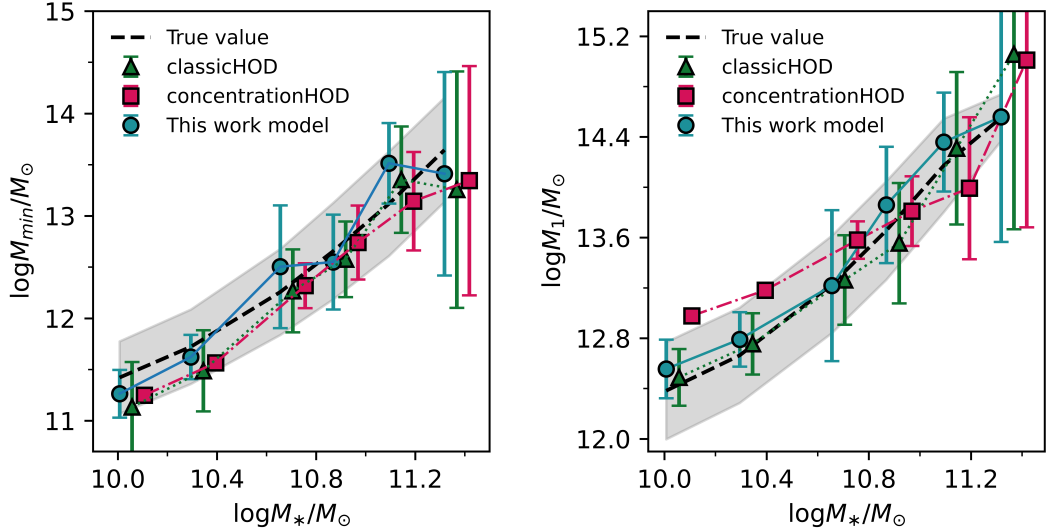 15
14
13
12
11
logM_min/M_⊙
True value
classicHOD
concentrationHOD
This work model
10.0 10.4 10.8 11.2
logM_*/M_⊙
15.2
14.4
13.6
12.8
12.0
logM_1/M_⊙
True value
classicHOD
concentrationHOD
This work model
10.0 10.4 10.8 11.2
logM_*/M_⊙